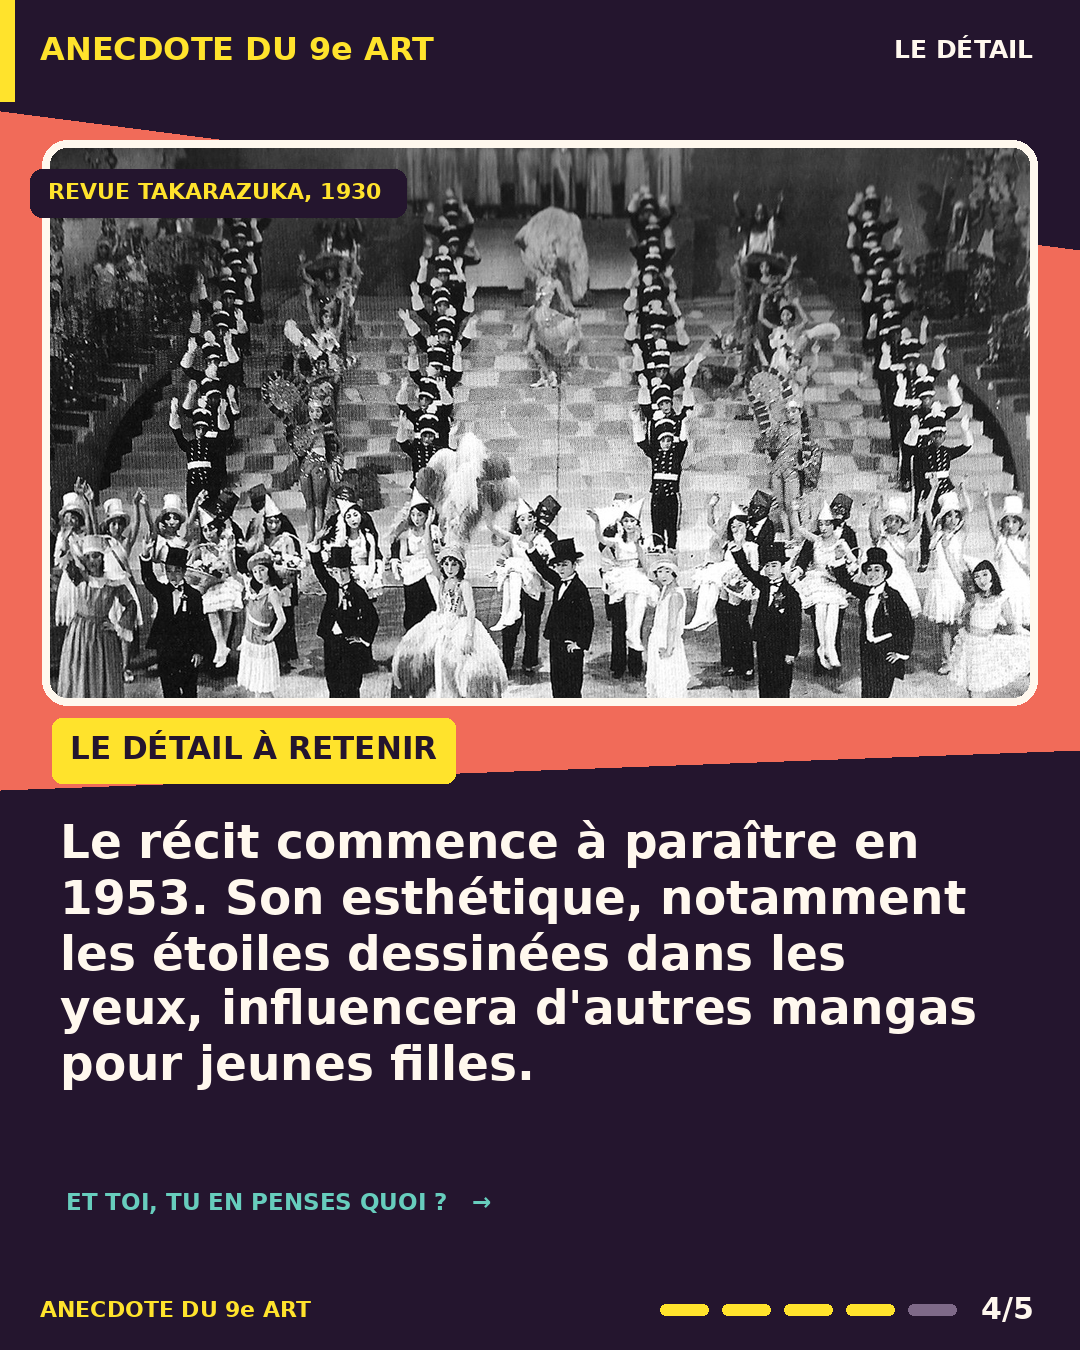 ANECDOTE DU 9e ART
LE DÉTAIL
REVUE TAKARAZUKA, 1930
LE DÉTAIL À RETENIR
Le récit commence à paraître en
1953. Son esthétique, notamment
les étoiles dessinées dans les
yeux, influencera d'autres mangas
pour jeunes filles.
ET TOI, TU EN PENSES QUOI ? →
ANECDOTE DU 9e ART
4/5